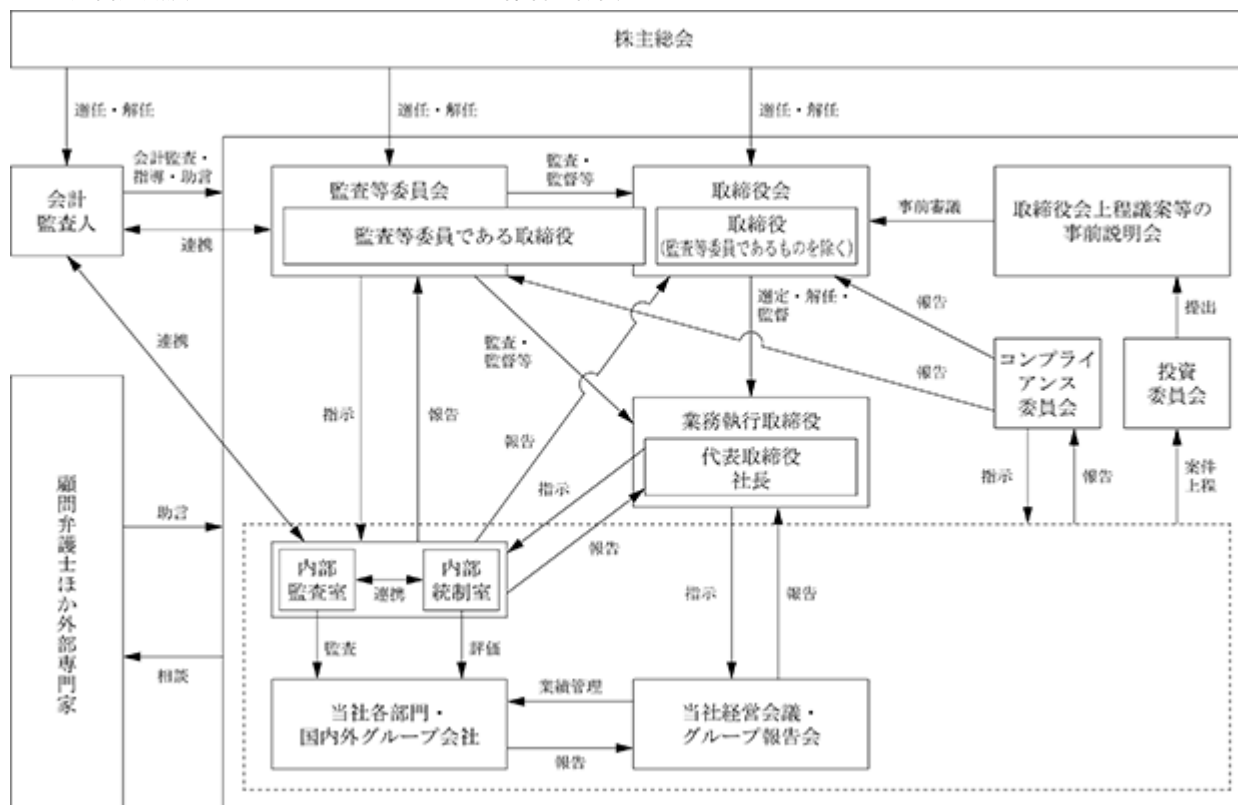 株主総会
選任・解任
選任・解任
選任・解任
会計監査・
指導・助言
会計
監査人
連携
監査等委員会
監査等委員である取締役
監査・
監督等
取締役会
取締役
(監査等委員であるものを除く)
事前審議
取締役会上程議案等の
事前説明会
選定・解任・
監督
報告
提出
連携
監査・
監督等
コンプライ
アンス
委員会
投資
委員会
報告
指示
報告
報告
業務執行取締役
代表取締役
社長
指示
指示
報告
案件
上程
顧問弁護士ほか外部専門家
助言
内部
監査室
連携
内部
統制室
報告
指示
報告
監査
評価
相談
当社各部門・
国内外グループ会社
業績管理
報告
当社経営会議・
グループ報告会